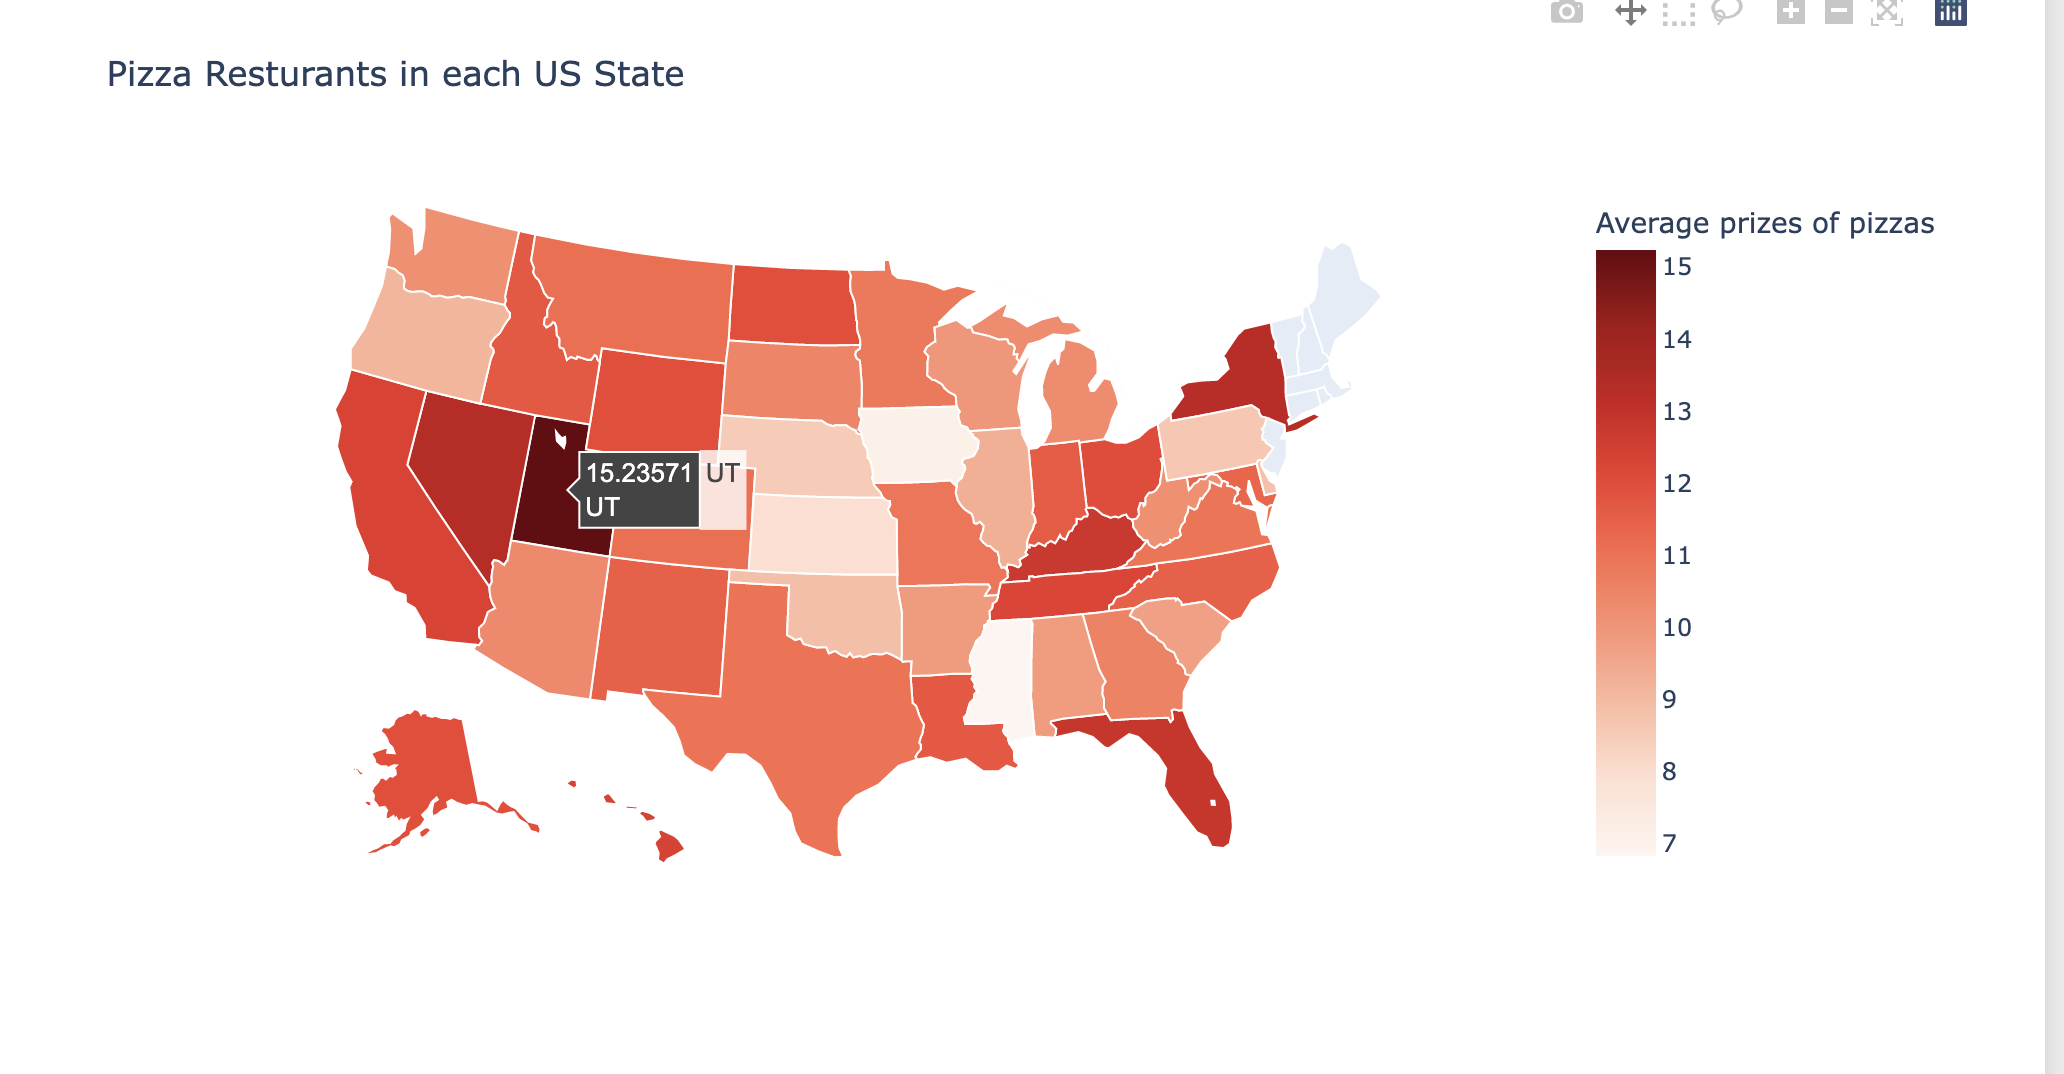 Pizza Resturants in each US State
Average prizes of pizzas
15
14
13
12
11
10
9
8
7
15.23571 UT
UT